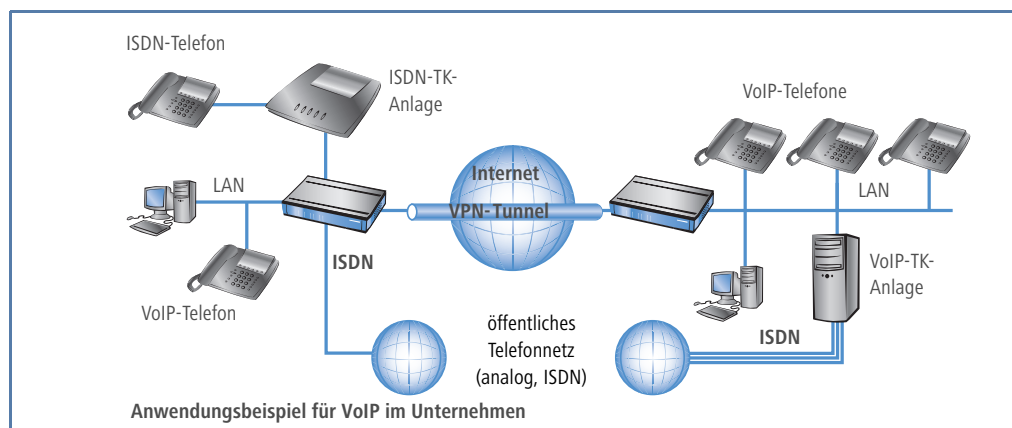 ISDN-Telefon
ISDN-TK-
Anlage
VoIP-Telefone
LAN
Internet
VPN-Tunnel
LAN
ISDN
VoIP-Telefon
VoIP-TK-
Anlage
öffentliches
Telefonnetz
(analog, ISDN)
ISDN
Anwendungsbeispiel für VoIP im Unternehmen